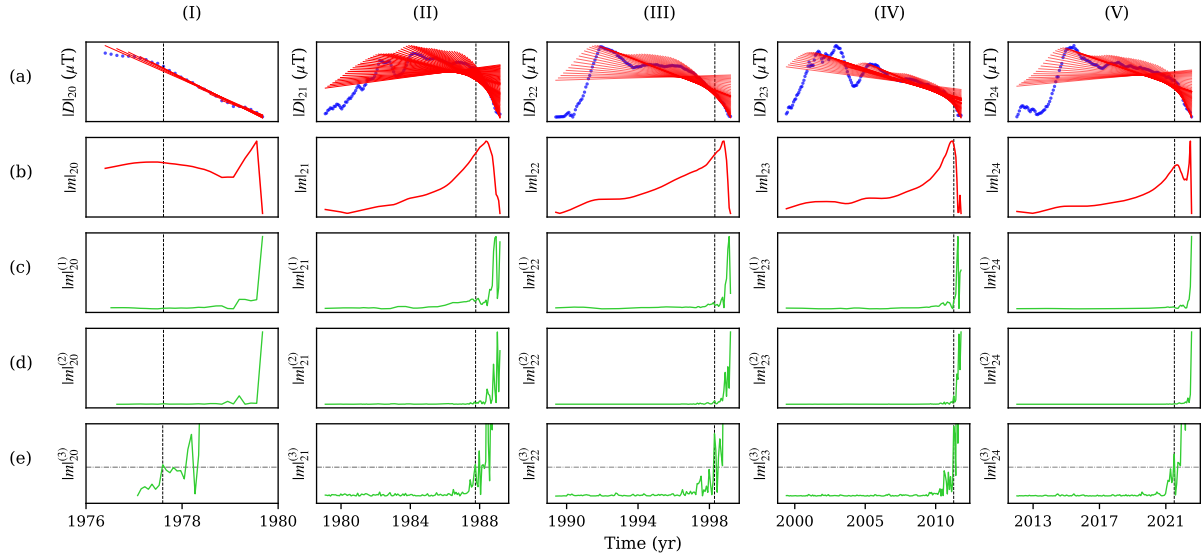 (I) (II) (III) (IV) (V)
(a) |D|₂₀ (μT) |D|₂₁ (μT) |D|₂₂ (μT) |D|₂₃ (μT) |D|₂₄ (μT)
(b) |m|₂₀ |m|₂₁ |m|₂₂ |m|₂₃ |m|₂₄
(c) |m|₂₀⁽¹⁾ |m|₂₁⁽¹⁾ |m|₂₂⁽¹⁾ |m|₂₃⁽¹⁾ |m|₂₄⁽¹⁾
(d) |m|₂₀⁽²⁾ |m|₂₁⁽²⁾ |m|₂₂⁽²⁾ |m|₂₃⁽²⁾ |m|₂₄⁽²⁾
(e) |m|₂₀⁽³⁾ |m|₂₁⁽³⁾ |m|₂₂⁽³⁾ |m|₂₃⁽³⁾ |m|₂₄⁽³⁾
1976 1978 1980 1980 1984 1988 1990 1994 1998 2000 2005 2010 2013 2017 2021
Time (yr)